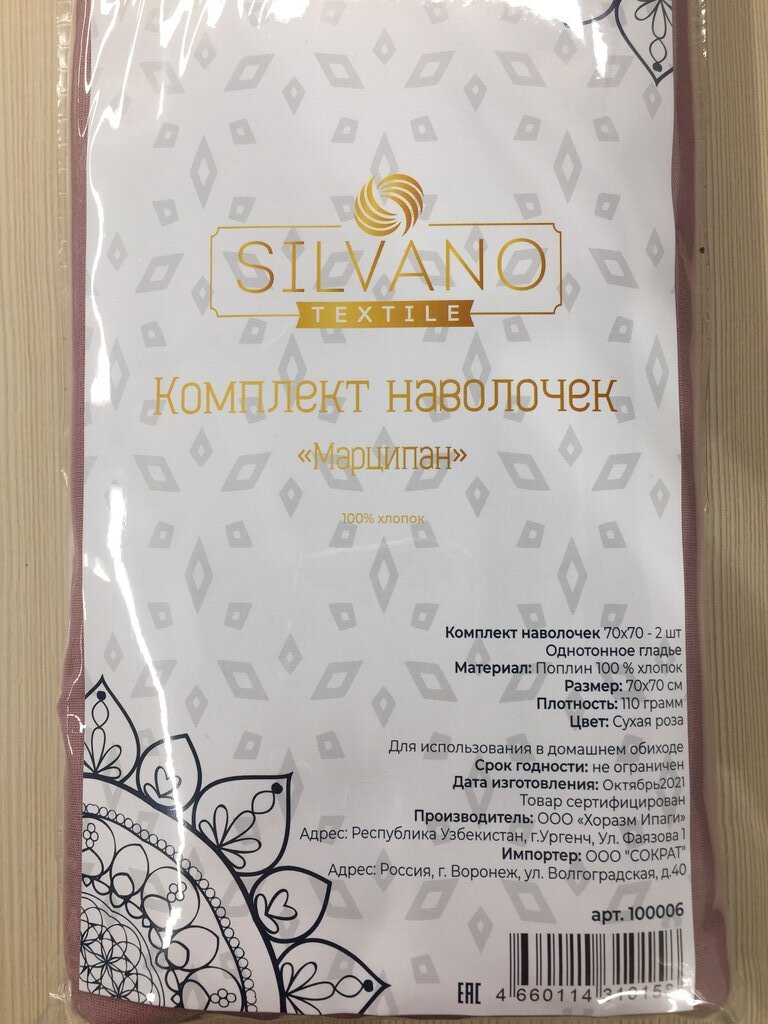 SILVANO
TEXTILE
Комплект наволочек
«Марципан»
100% хлопок
Комплект наволочек 70х70 - 2 шт
Однотонное гладье
Материал: Поплин 100 % хлопок
Размер: 70х70 см
Плотность: 110 грамм
Цвет: Сухая роза
Для использования в домашнем обиходе
Срок годности: не ограничен
Дата изготовления: Октябрь2021
Товар сертифицирован
Производитель: ООО «Хоразм Ипаги»
Адрес: Республика Узбекистан, г.Ургенч, Ул. Фаязова 1
Импортер: ООО "СОКРАТ"
Адрес: Россия, г. Воронеж, ул. Волгоградская, д.40
арт. 100006
EAC 4 660114